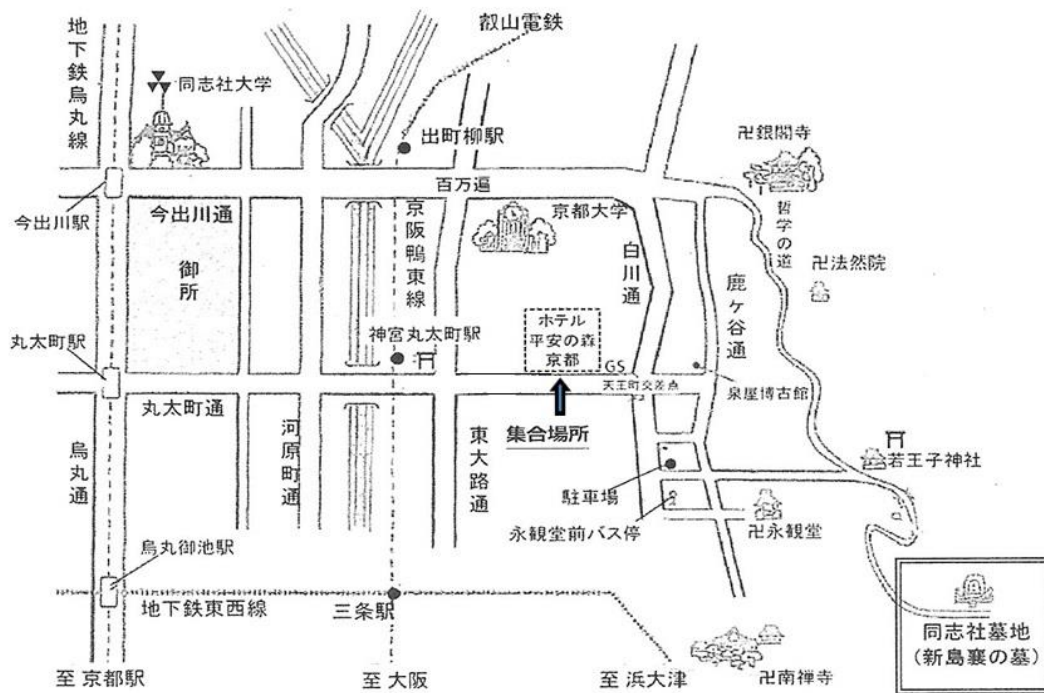 地下鉄烏丸線
同志社大学
叡山電鉄
出町柳駅
卍銀閣寺
百万遍
今出川駅
今出川通
京阪鴨東線
京都大学
白川通
哲学の道
卍法然院
御所
鹿ヶ谷通
丸太町駅
神宮丸太町駅
ホテル
平安の森
京都
GS
天王町交差点
泉屋博古館
丸太町通
集合場所
烏丸通
河原町通
東大路通
若王子神社
駐車場
永観堂前バス停
卍永観堂
烏丸御池駅
地下鉄東西線
三条駅
同志社墓地
(新島襄の墓)
至 京都駅
至 大阪
至 浜大津
卍南禅寺